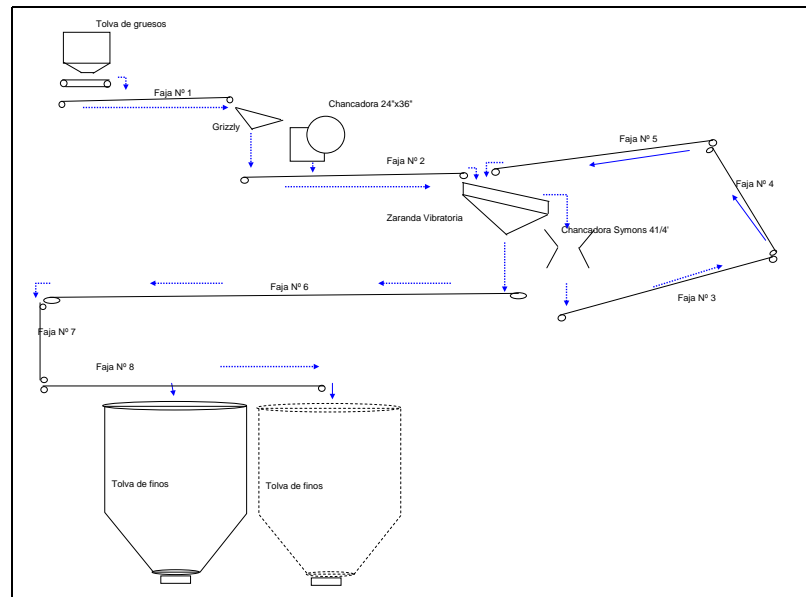 Tolva de gruesos
Faja Nº 1
Chancadora 24"x36"
Grizzly
Faja Nº 2
Faja Nº 5
Faja Nº 4
Zaranda Vibratoria
Chancadora Symons 41/4'
Faja Nº 6
Faja Nº 3
Faja Nº 7
Faja Nº 8
Tolva de finos
Tolva de finos